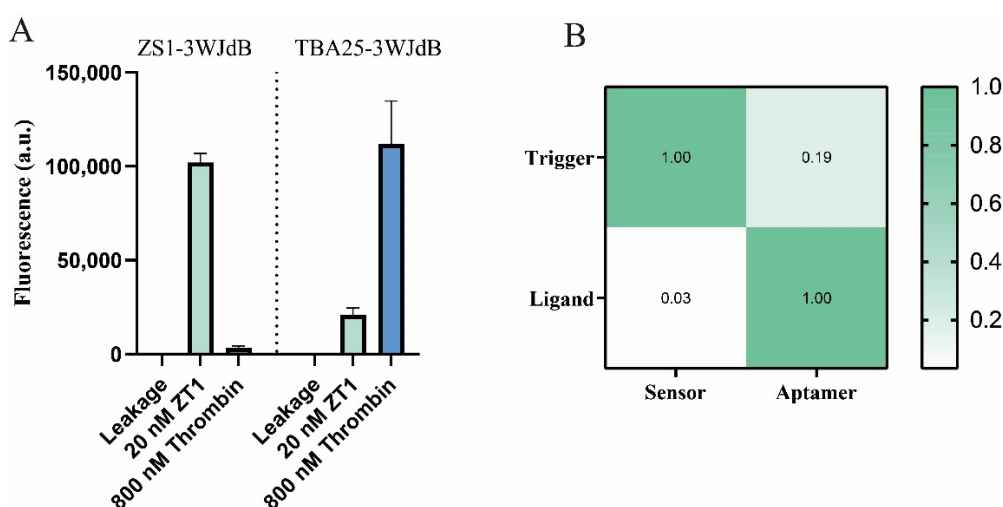 A
ZS1-3WJdB
TBA25-3WJdB
Fluorescence (a.u.)
150,000
100,000
50,000
0
Leakage
20 nM ZT1
800 nM Thrombin
Leakage
20 nM ZT1
800 nM Thrombin
B
Trigger
1.00
0.19
Ligand
0.03
1.00
Sensor
Aptamer
1.0
0.8
0.6
0.4
0.2